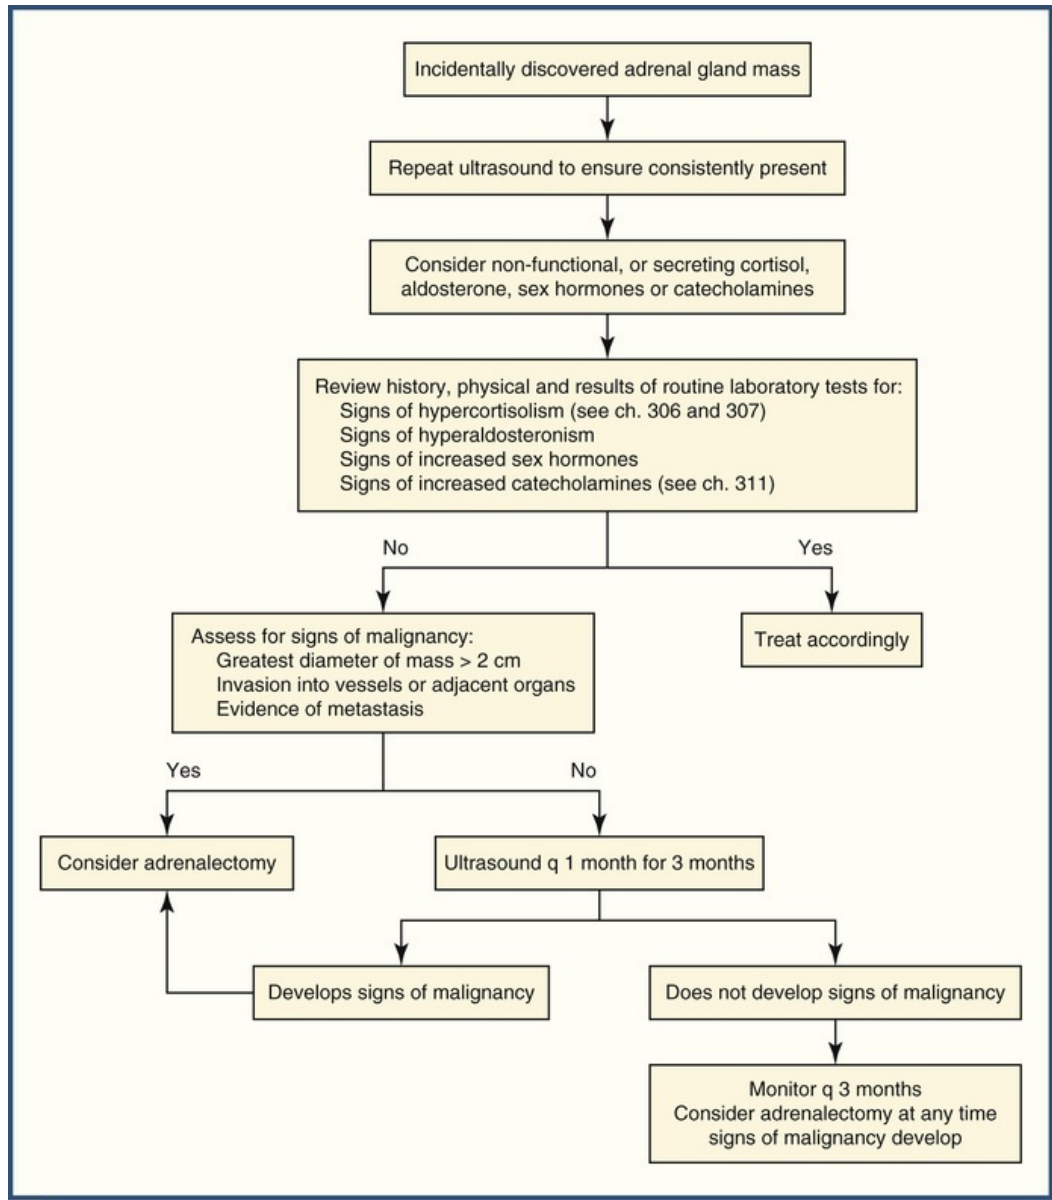 Incidentally discovered adrenal gland mass
Repeat ultrasound to ensure consistently present
Consider non-functional, or secreting cortisol,
aldosterone, sex hormones or catecholamines
Review history, physical and results of routine laboratory tests for:
Signs of hypercortisolism (see ch. 306 and 307)
Signs of hyperaldosteronism
Signs of increased sex hormones
Signs of increased catecholamines (see ch. 311)
No
Yes
Assess for signs of malignancy:
Greatest diameter of mass > 2 cm
Invasion into vessels or adjacent organs
Evidence of metastasis
Treat accordingly
Yes
No
Consider adrenalectomy
Ultrasound q 1 month for 3 months
Develops signs of malignancy
Does not develop signs of malignancy
Monitor q 3 months
Consider adrenalectomy at any time
signs of malignancy develop